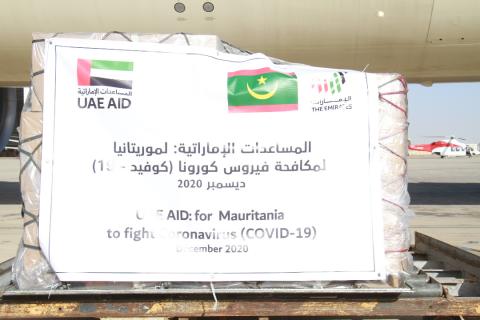 المساعدات الإماراتية
UAE AID
الإمارات
THE EMIRATES
المساعدات الإماراتية: لموريتانيا
لمكافحة فيروس كورونا (كوفيد - 19)
ديسمبر 2020
UAE AID: for Mauritania
to fight Coronavirus (COVID-19)
December 2020